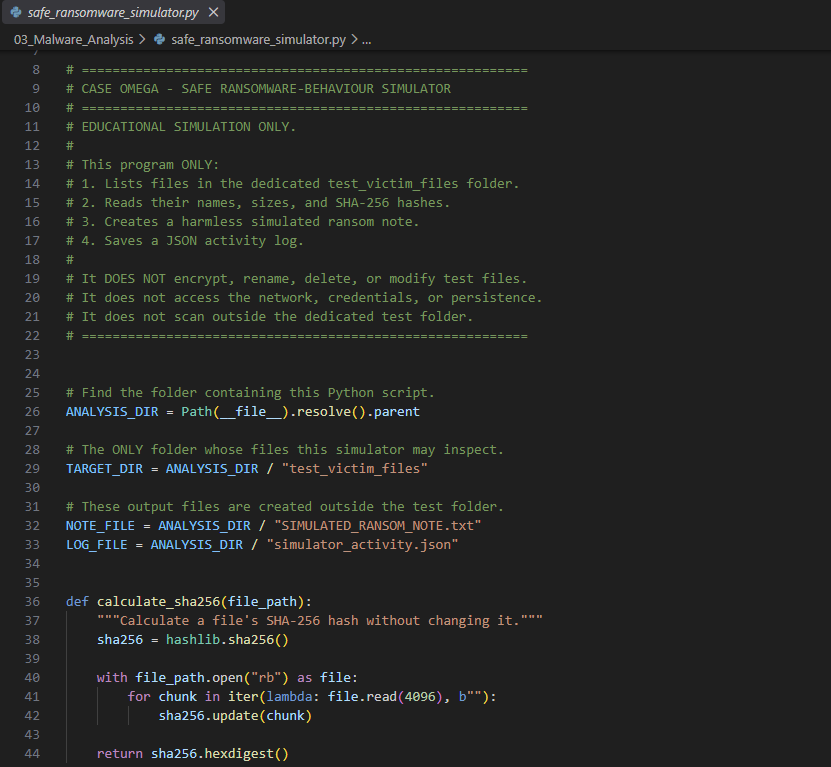 safe_ransomware_simulator.py
03_Malware_Analysis > safe_ransomware_simulator.py > ...
8 # ==========================================================
9 # CASE OMEGA - SAFE RANSOMWARE-BEHAVIOUR SIMULATOR
10 # ==========================================================
11 # EDUCATIONAL SIMULATION ONLY.
12 #
13 # This program ONLY:
14 # 1. Lists files in the dedicated test_victim_files folder.
15 # 2. Reads their names, sizes, and SHA-256 hashes.
16 # 3. Creates a harmless simulated ransom note.
17 # 4. Saves a JSON activity log.
18 #
19 # It DOES NOT encrypt, rename, delete, or modify test files.
20 # It does not access the network, credentials, or persistence.
21 # It does not scan outside the dedicated test folder.
22 # ==========================================================
23
24
25 # Find the folder containing this Python script.
26 ANALYSIS_DIR = Path(__file__).resolve().parent
27
28 # The ONLY folder whose files this simulator may inspect.
29 TARGET_DIR = ANALYSIS_DIR / "test_victim_files"
30
31 # These output files are created outside the test folder.
32 NOTE_FILE = ANALYSIS_DIR / "SIMULATED_RANSOM_NOTE.txt"
33 LOG_FILE = ANALYSIS_DIR / "simulator_activity.json"
34
35
36 def calculate_sha256(file_path):
37     """Calculate a file's SHA-256 hash without changing it."""
38     sha256 = hashlib.sha256()
39
40     with file_path.open("rb") as file:
41         for chunk in iter(lambda: file.read(4096), b""):
42             sha256.update(chunk)
43
44     return sha256.hexdigest()